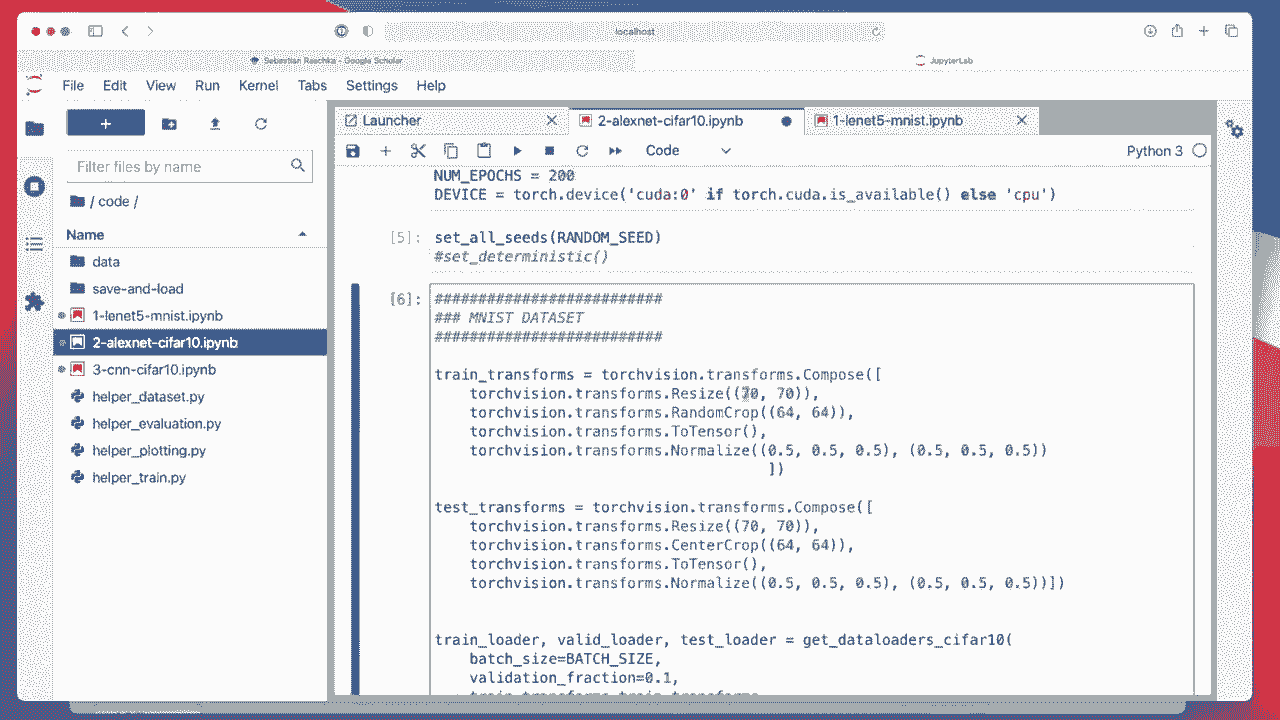 localhost
Sebastian Raschka - Google Scholar
JupyterLab
File Edit View Run Kernel Tabs Settings Help
Launcher
2-alexnet-cifar10.ipynb
1-lenet5-mnist.ipynb
Filter files by name
Code
Python 3
/ code /
Name
data
save-and-load
1-lenet5-mnist.ipynb
2-alexnet-cifar10.ipynb
3-cnn-cifar10.ipynb
helper_dataset.py
helper_evaluation.py
helper_plotting.py
helper_train.py
NUM_EPOCHS = 200
DEVICE = torch.device('cuda:0' if torch.cuda.is_available() else 'cpu')
[5]: set_all_seeds(RANDOM_SEED)
#set_deterministic()
[6]: ##########################
### MNIST DATASET
##########################
train_transforms = torchvision.transforms.Compose([
torchvision.transforms.Resize((70, 70)),
torchvision.transforms.RandomCrop((64, 64)),
torchvision.transforms.ToTensor(),
torchvision.transforms.Normalize((0.5, 0.5, 0.5), (0.5, 0.5, 0.5))
])
test_transforms = torchvision.transforms.Compose([
torchvision.transforms.Resize((70, 70)),
torchvision.transforms.CenterCrop((64, 64)),
torchvision.transforms.ToTensor(),
torchvision.transforms.Normalize((0.5, 0.5, 0.5), (0.5, 0.5, 0.5))])
train_loader, valid_loader, test_loader = get_dataloaders_cifar10(
batch_size=BATCH_SIZE,
validation_fraction=0.1,